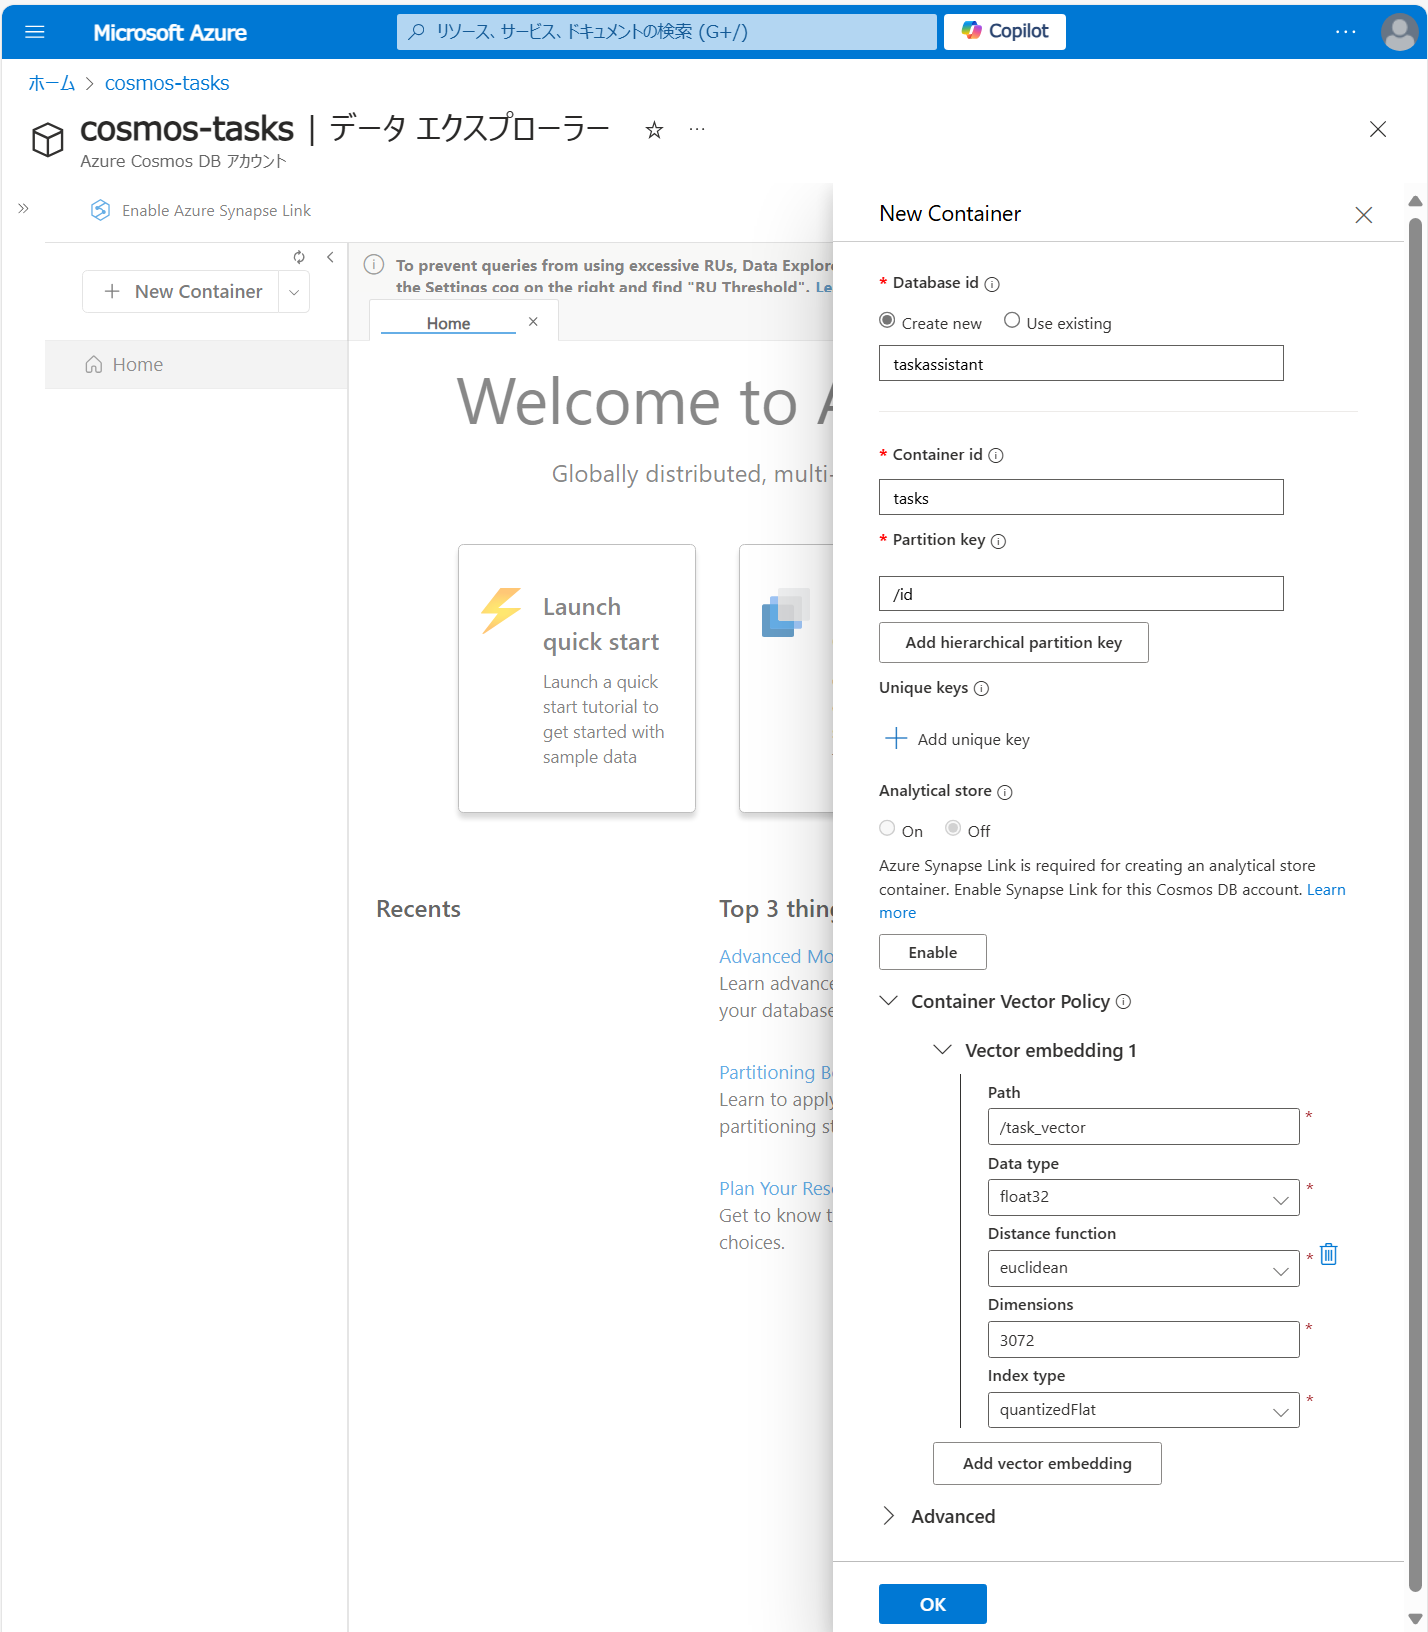 Microsoft Azure
リソース、サービス、ドキュメントの検索 (G+/)
Copilot
ホーム > cosmos-tasks
cosmos-tasks | データ エクスプローラー
Azure Cosmos DB アカウント
Enable Azure Synapse Link
New Container
Home
To prevent queries from using excessive RUs, Data Explore
the Settings cog on the right and find "RU Threshold". Le
Home
Welcome to A
Globally distributed, multi-
Launch
quick start
Launch a quick
start tutorial to
get started with
sample data
Recents
Top 3 thing
Advanced Mo
Learn advance
your database
Partitioning Be
Learn to apply
partitioning st
Plan Your Reso
Get to know t
choices.
New Container
* Database id
Create new
Use existing
taskassistant
* Container id
tasks
* Partition key
/id
Add hierarchical partition key
Unique keys
Add unique key
Analytical store
On
Off
Azure Synapse Link is required for creating an analytical store
container. Enable Synapse Link for this Cosmos DB account. Learn
more
Enable
Container Vector Policy
Vector embedding 1
Path
/task_vector *
Data type
float32 *
Distance function
euclidean *
Dimensions
3072 *
Index type
quantizedFlat *
Add vector embedding
Advanced
OK